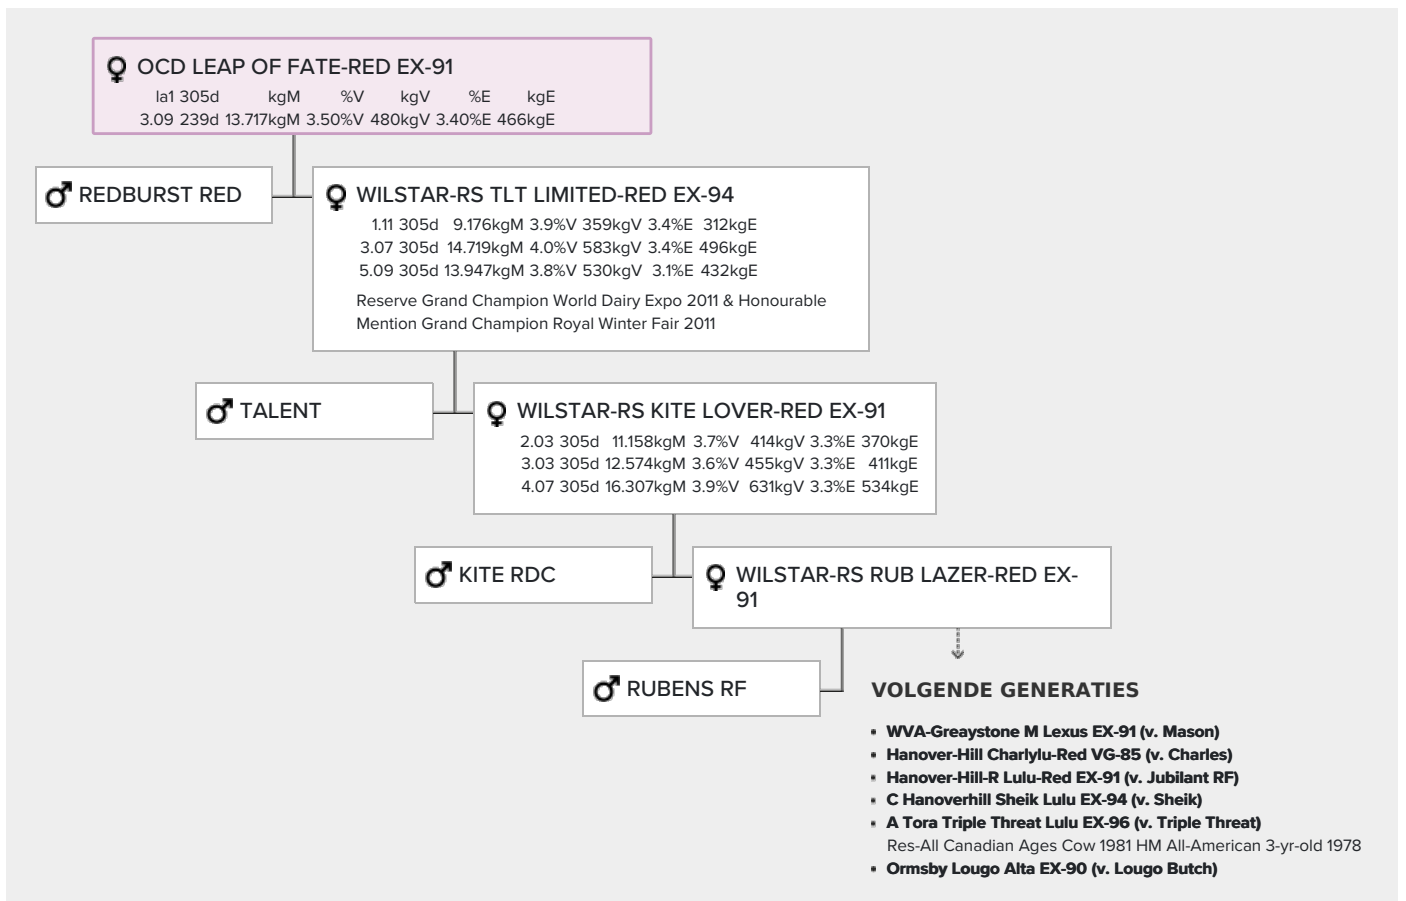 OCD LEAP OF FATE-RED EX-91
la1 305d kgM %V kgV %E kgE
3.09 239d 13.717kgM 3.50%V 480kgV 3.40%E 466kgE
REDBURST RED
WILSTAR-RS TLT LIMITED-RED EX-94
1.11 305d 9.176kgM 3.9%V 359kgV 3.4%E 312kgE
3.07 305d 14.719kgM 4.0%V 583kgV 3.4%E 496kgE
5.09 305d 13.947kgM 3.8%V 530kgV 3.1%E 432kgE
Reserve Grand Champion World Dairy Expo 2011 & Honourable
Mention Grand Champion Royal Winter Fair 2011
TALENT
WILSTAR-RS KITE LOVER-RED EX-91
2.03 305d 11.158kgM 3.7%V 414kgV 3.3%E 370kgE
3.03 305d 12.574kgM 3.6%V 455kgV 3.3%E 411kgE
4.07 305d 16.307kgM 3.9%V 631kgV 3.3%E 534kgE
KITE RDC
WILSTAR-RS RUB LAZER-RED EX-
91
RUBENS RF
VOLGENDE GENERATIES
• WVA-Greaystone M Lexus EX-91 (v. Mason)
• Hanover-Hill Charlylu-Red VG-85 (v. Charles)
• Hanover-Hill-R Lulu-Red EX-91 (v. Jubilant RF)
• C Hanoverhill Sheik Lulu EX-94 (v. Sheik)
• A Tora Triple Threat Lulu EX-96 (v. Triple Threat)
Res-All Canadian Ages Cow 1981 HM All-American 3-yr-old 1978
• Ormsby Lougo Alta EX-90 (v. Lougo Butch)